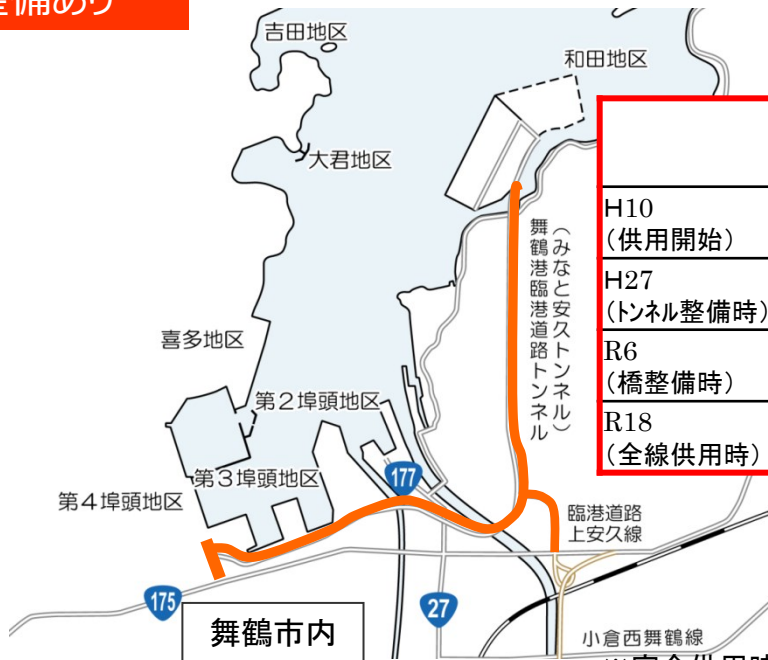 整備あり
吉田地区
和田地区
大君地区
H10
(供用開始)
H27
(トンネル整備時)
R6
(橋整備時)
R18
(全線供用時)
(みなと安久トンネル)
舞鶴港臨港道路トンネル
喜多地区
第2埠頭地区
第3埠頭地区
第4埠頭地区
177
臨港道路
上安久線
175
27
舞鶴市内
小倉西舞鶴線